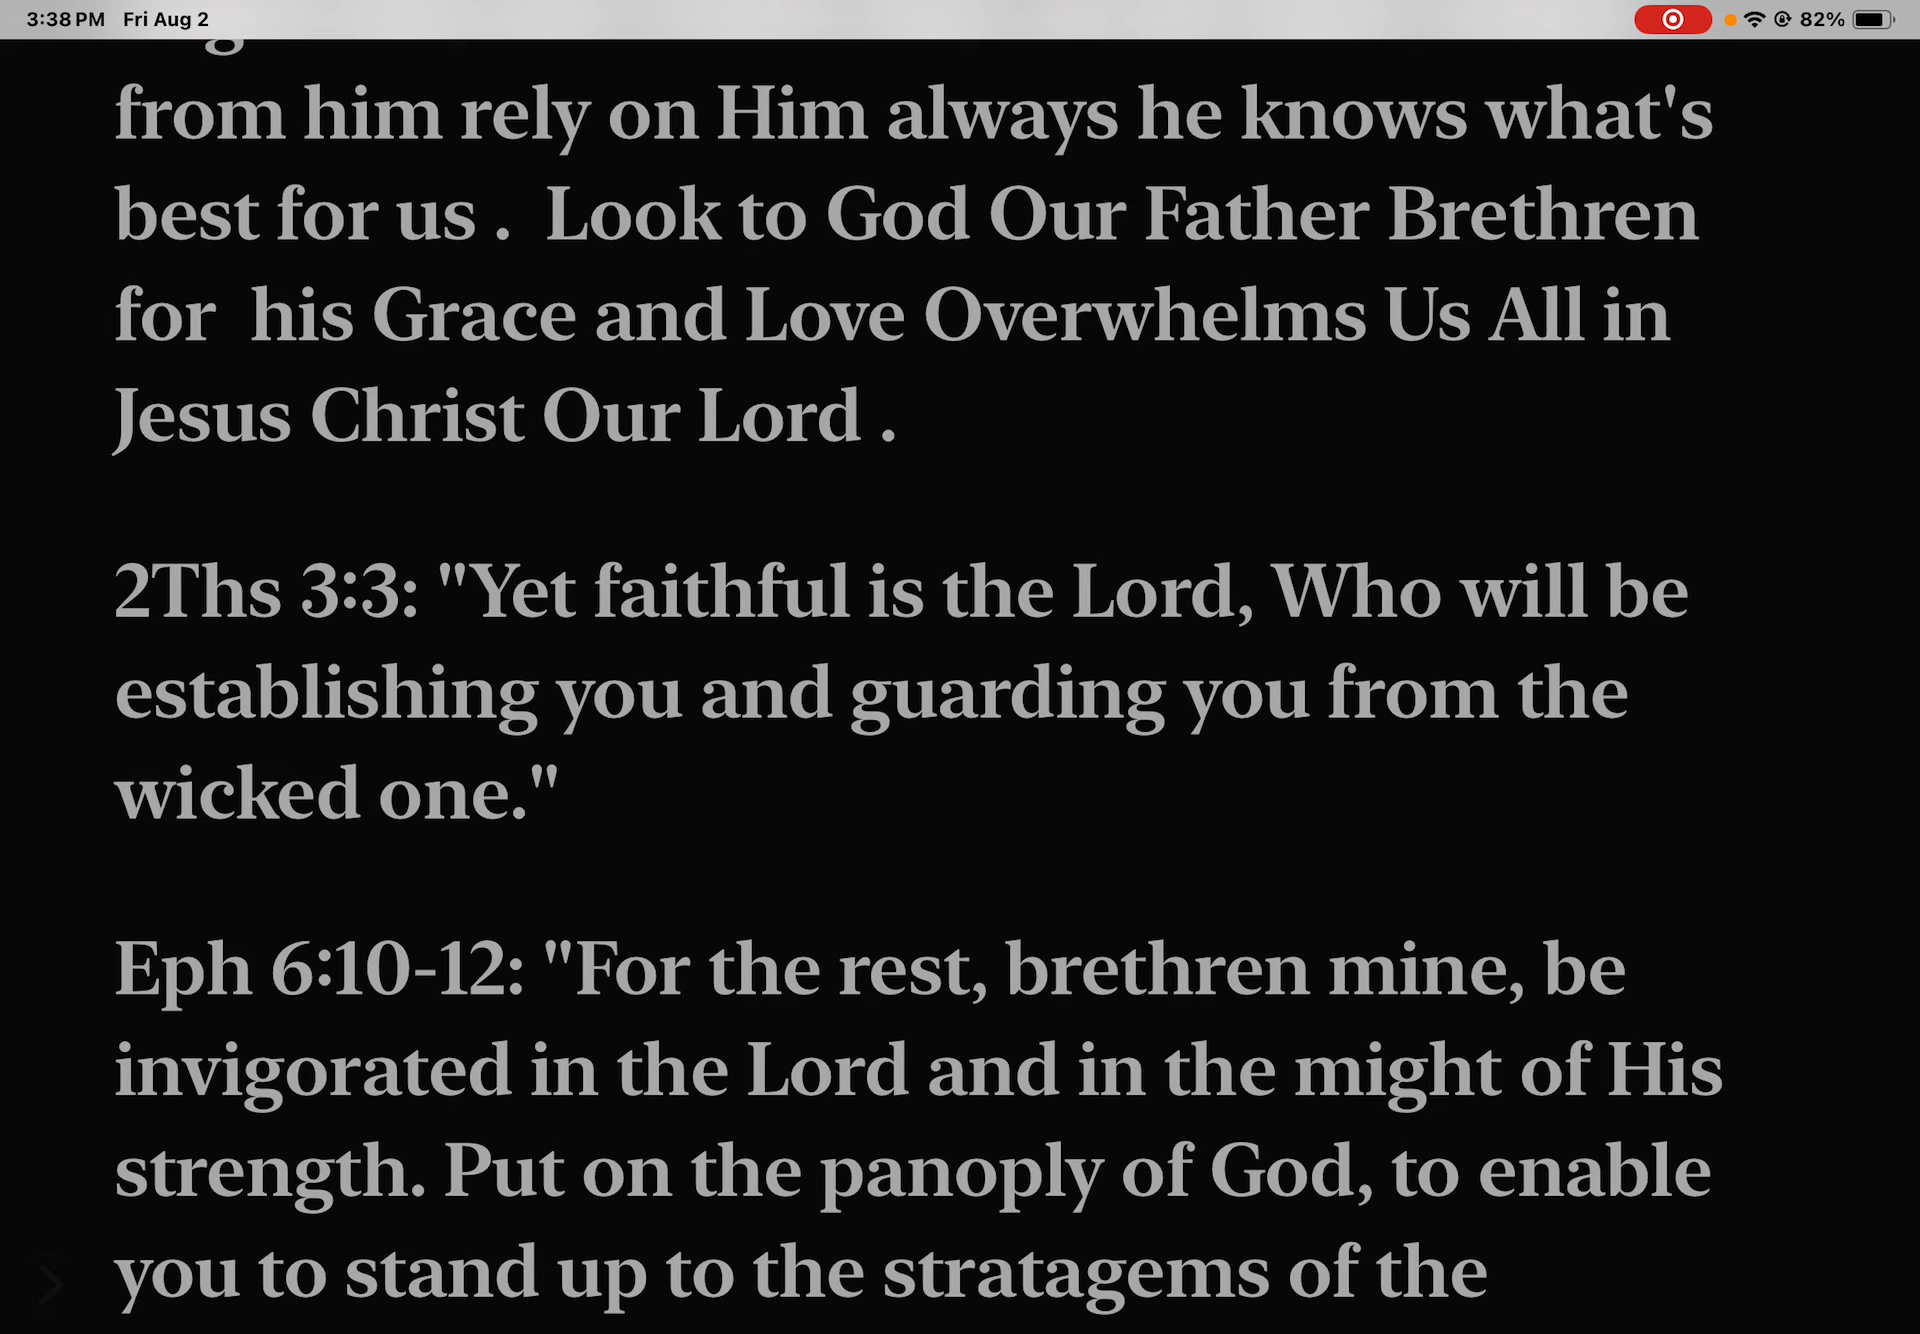 3:38 PM Fri Aug 2 82%
from him rely on Him always he knows what's
best for us .  Look to God Our Father Brethren
for  his Grace and Love Overwhelms Us All in
Jesus Christ Our Lord .
2Ths 3:3: "Yet faithful is the Lord, Who will be
establishing you and guarding you from the
wicked one."
Eph 6:10-12: "For the rest, brethren mine, be
invigorated in the Lord and in the might of His
strength. Put on the panoply of God, to enable
you to stand up to the stratagems of the